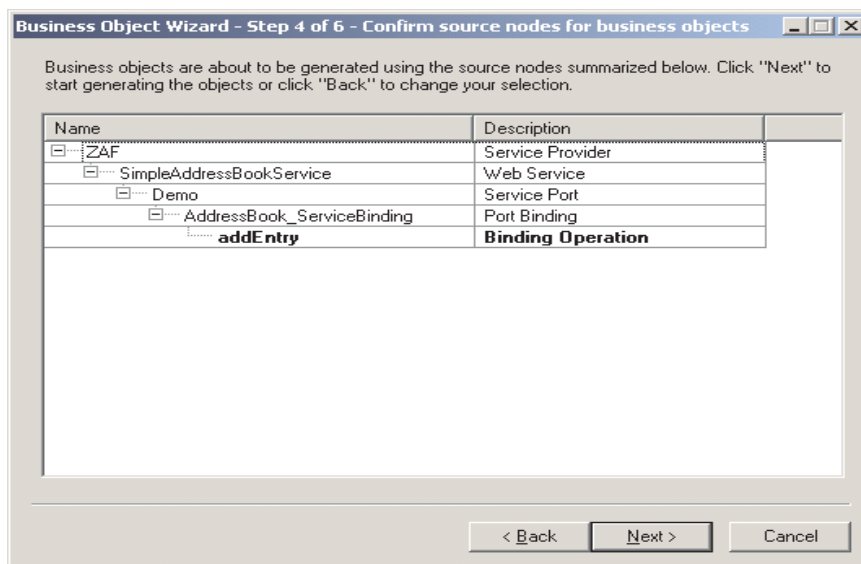 Business Object Wizard - Step 4 of 6 - Confirm source nodes for business objects
Business objects are about to be generated using the source nodes summarized below. Click "Next" to
start generating the objects or click "Back" to change your selection.
Name Description
ZAF Service Provider
SimpleAddressBookService Web Service
Demo Service Port
AddressBook_ServiceBinding Port Binding
addEntry Binding Operation
< Back Next > Cancel